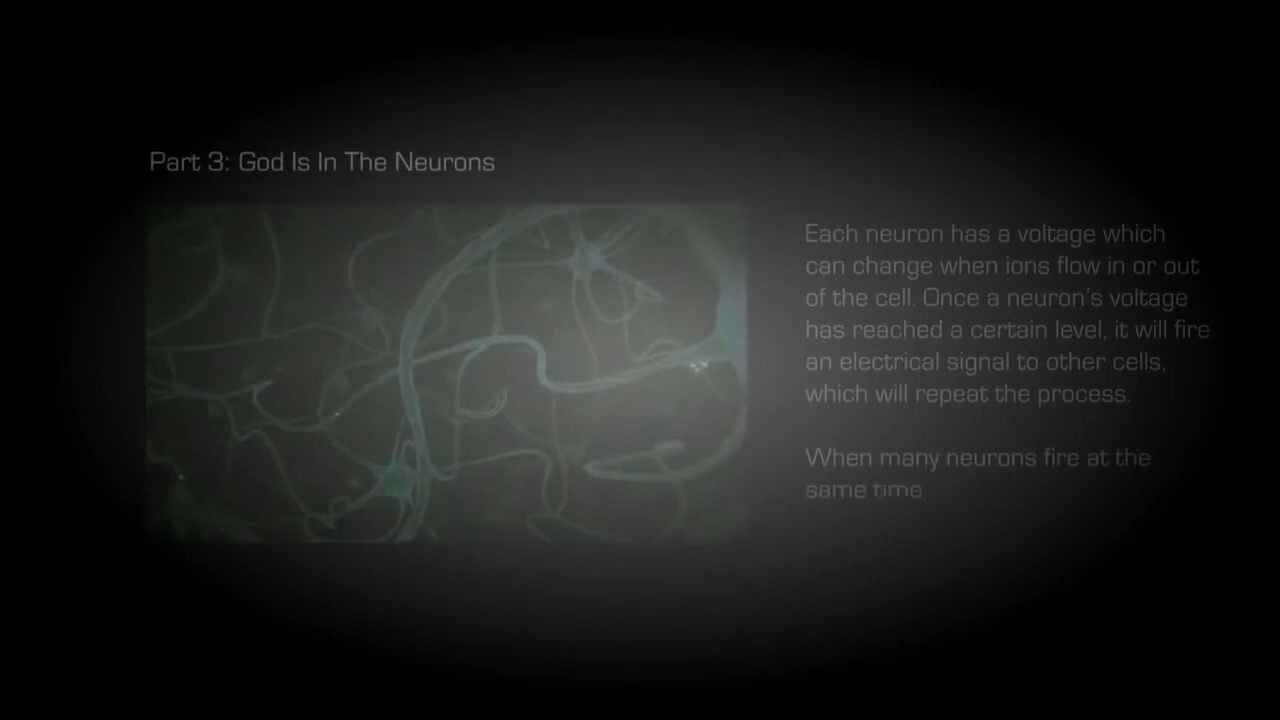 Part 3: God Is In The Neurons
Each neuron has a voltage which
can change when ions flow in or out
of the cell. Once a neuron's voltage
has reached a certain level, it will fire
an electrical signal to other cells,
which will repeat the process.
When many neurons fire at the
same time